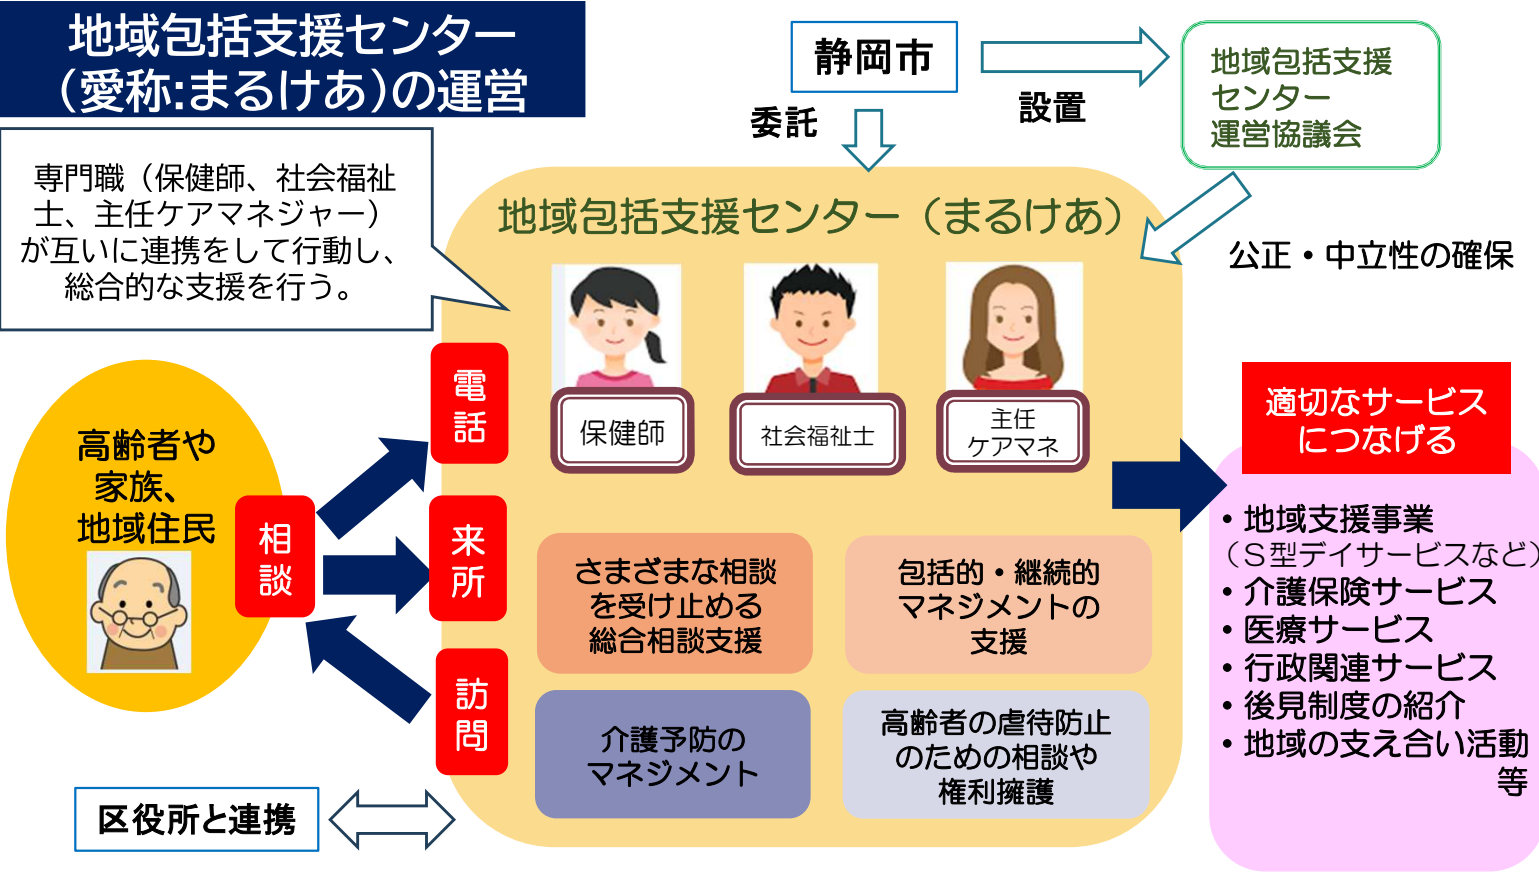 地域包括支援センター
（愛称:まるけあ）の運営
静岡市
委託
設置
地域包括支援
センター
運営協議会
公正・中立性の確保
専門職（保健師、社会福祉
士、主任ケアマネジャー）
が互いに連携をして行動し、
総合的な支援を行う。
地域包括支援センター（まるけあ）
保健師
社会福祉士
主任
ケアマネ
高齢者や
家族、
地域住民
相
談
電
話
来
所
訪
問
さまざまな相談
を受け止める
総合相談支援
包括的・継続的
マネジメントの
支援
介護予防の
マネジメント
高齢者の虐待防止
のための相談や
権利擁護
適切なサービス
につなげる
・地域支援事業
（Ｓ型デイサービスなど）
・介護保険サービス
・医療サービス
・行政関連サービス
・後見制度の紹介
・地域の支え合い活動
等
区役所と連携